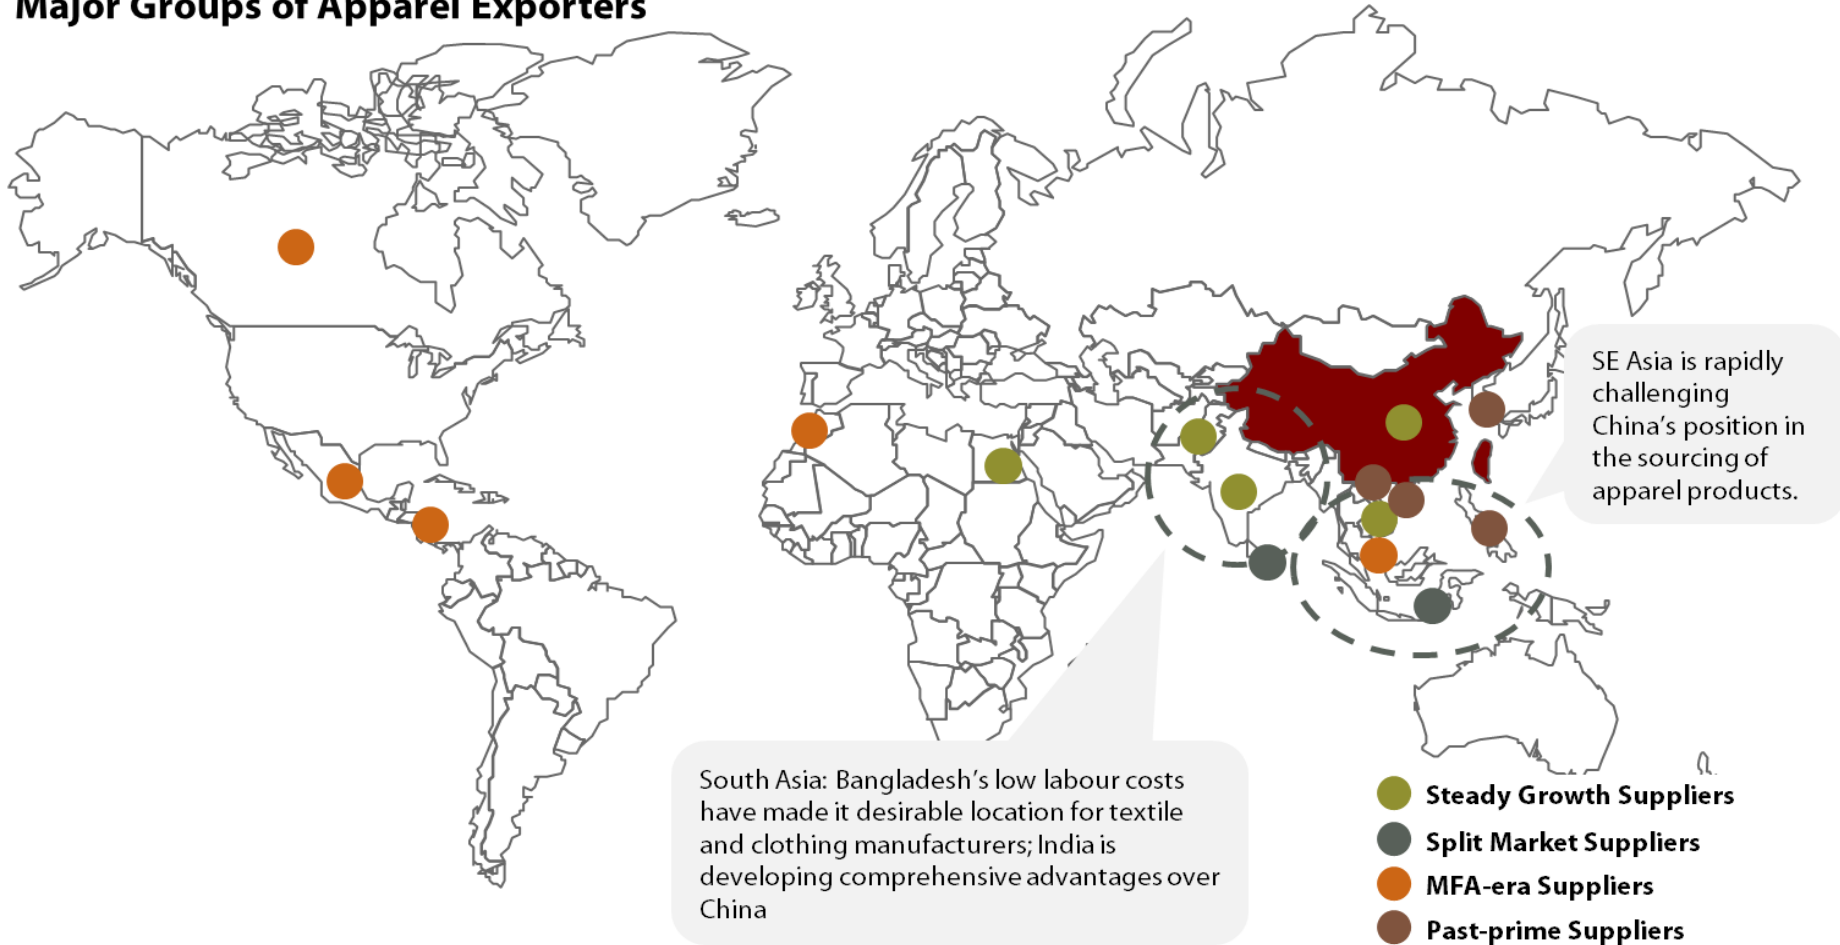 Major Groups of Apparel Exporters
SE Asia is rapidly
challenging
China's position in
the sourcing of
apparel products.
South Asia: Bangladesh's low labour costs
have made it desirable location for textile
and clothing manufacturers; India is
developing comprehensive advantages over
China
Steady Growth Suppliers
Split Market Suppliers
MFA-era Suppliers
Past-prime Suppliers